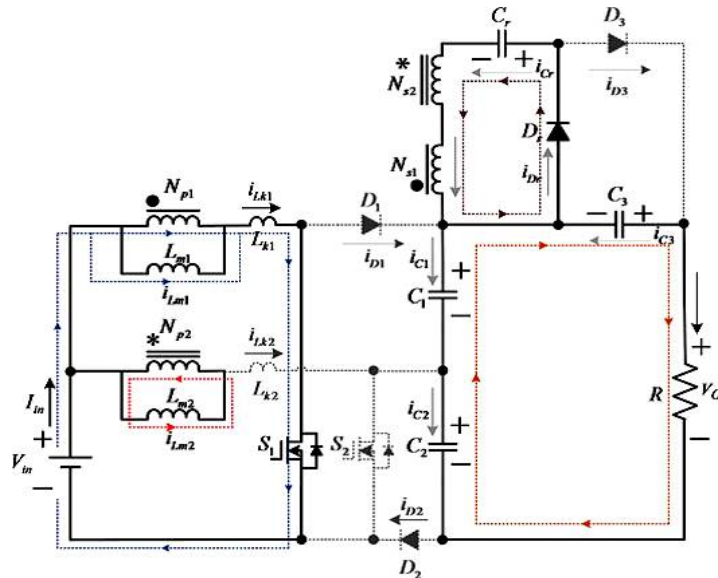 C_r
D_3
*
− +
i_Cr
N_s2
i_D3
D_r
N_s1
i_Dr
N_p1
i_Lk1
D_1
C_3
− +
L_k1
i_C3
L_m1
i_D1
i_C1
+
i_Lm1
C_1
−
* N_p2
i_Lk2
+
L_k2
L_m2
I_in
i_C2
+
R
V_O
i_Lm2
+
S_1
S_2
C_2
−
V_in
−
−
i_D2
D_2